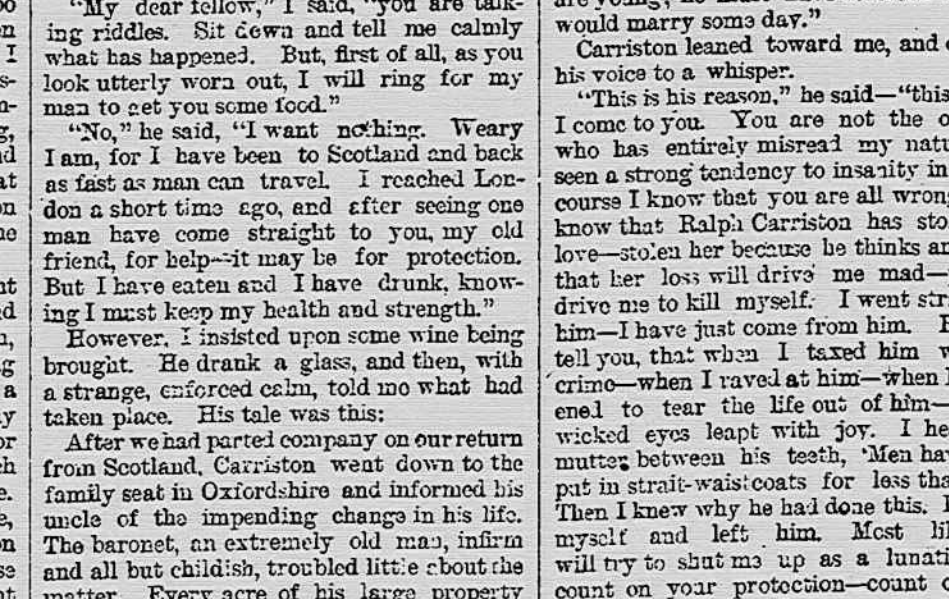 "My dear fellow," I said, "you are talk-
ing riddles. Sit down and tell me calmly
what has happened. But, first of all, as you
look utterly worn out, I will ring for my
man to get you some food."
"No," he said, "I want nothing. Weary
I am, for I have been to Scotland and back
as fast as man can travel. I reached Lon-
don a short time ago, and after seeing one
man have come straight to you, my old
friend, for help—it may be for protection.
But I have eaten and I have drunk, know-
ing I must keep my health and strength."
However, I insisted upon some wine being
brought. He drank a glass, and then, with
a strange, enforced calm, told me what had
taken place. His tale was this:
After we had parted company on our return
from Scotland, Carriston went down to the
family seat in Oxfordshire and informed his
uncle of the impending change in his life.
The baronet, an extremely old man, infirm
and all but childish, troubled little about the
matter. Every acre of his large property
would marry some day."
Carriston leaned toward me, and
his voice to a whisper.
"This is his reason," he said—"this
I come to you. You are not the o
who has entirely misread my natu
seen a strong tendency to insanity in
course I know that you are all wron
know that Ralph Carriston has sto
love—stolen her because he thinks an
that her loss will drive me mad—
drive me to kill myself. I went str
him—I have just come from him.
tell you, that when I taxed him w
crime—when I raved at him—when I
ened to tear the life out of him—
wicked eyes leapt with joy. I he
mutter between his teeth, 'Men hav
put in strait-waistcoats for less tha
Then I knew why he had done this. I
myself and left him. Most li
will try to shut me up as a lunat
count on your protection—count o